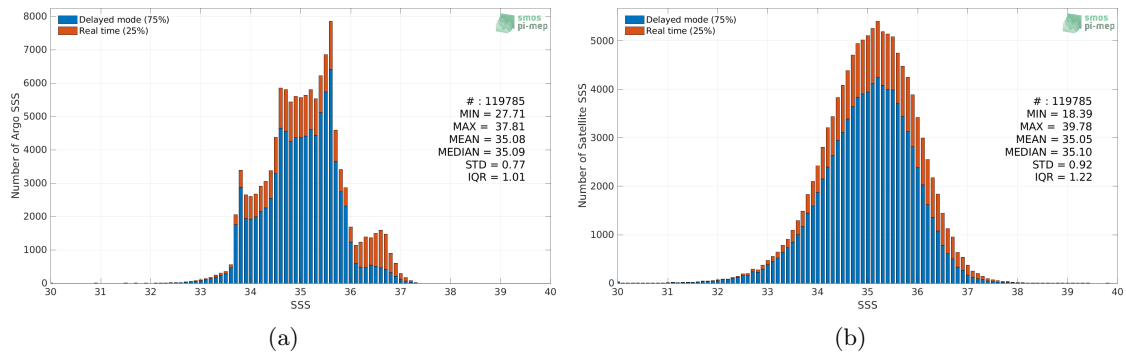 Delayed mode (75%)
Real time (25%)
smos
pi-mep
8000
7000
6000
5000
4000
3000
2000
1000
0
Number of Argo SSS
# : 119785
MIN = 27.71
MAX = 37.81
MEAN = 35.08
MEDIAN = 35.09
STD = 0.77
IQR = 1.01
30 31 32 33 34 35 36 37 38 39 40
SSS
(a)
Delayed mode (75%)
Real time (25%)
smos
pi-mep
5000
4000
3000
2000
1000
0
Number of Satellite SSS
# : 119785
MIN = 18.39
MAX = 39.78
MEAN = 35.05
MEDIAN = 35.10
STD = 0.92
IQR = 1.22
30 31 32 33 34 35 36 37 38 39 40
SSS
(b)